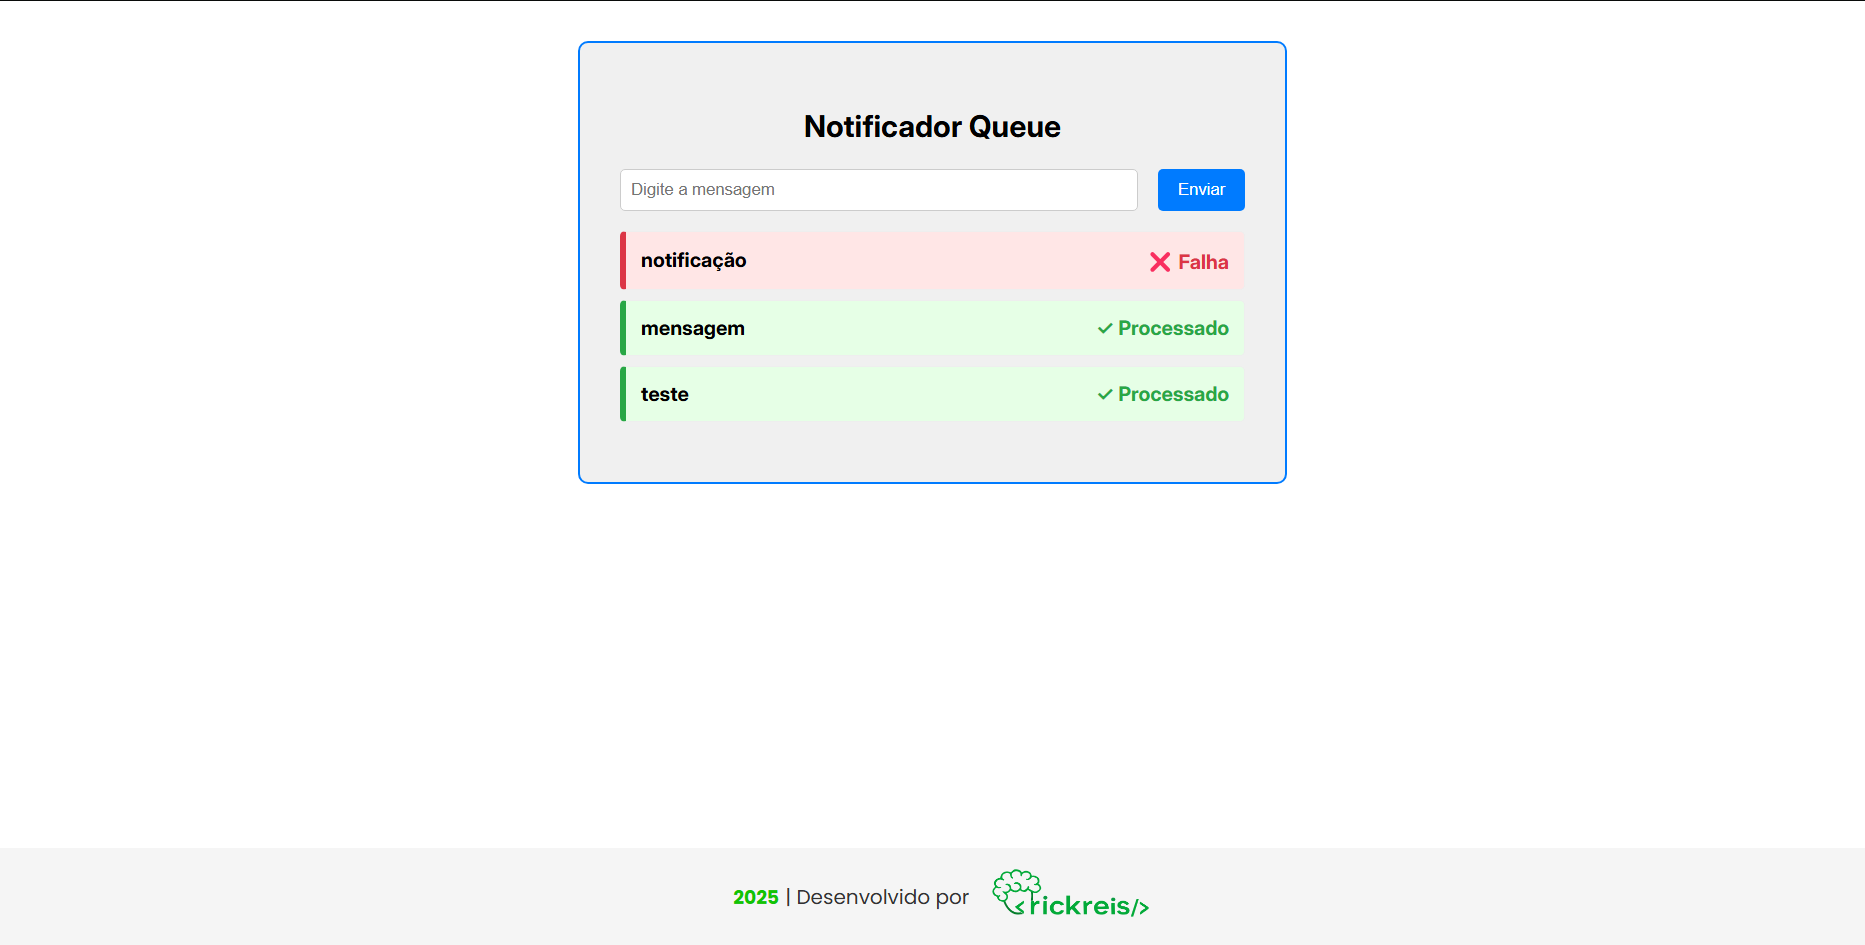 Notificador Queue
Digite a mensagem
Enviar
notificação
❌ Falha
mensagem
✓ Processado
teste
✓ Processado
2025 | Desenvolvido por
rickreis/>